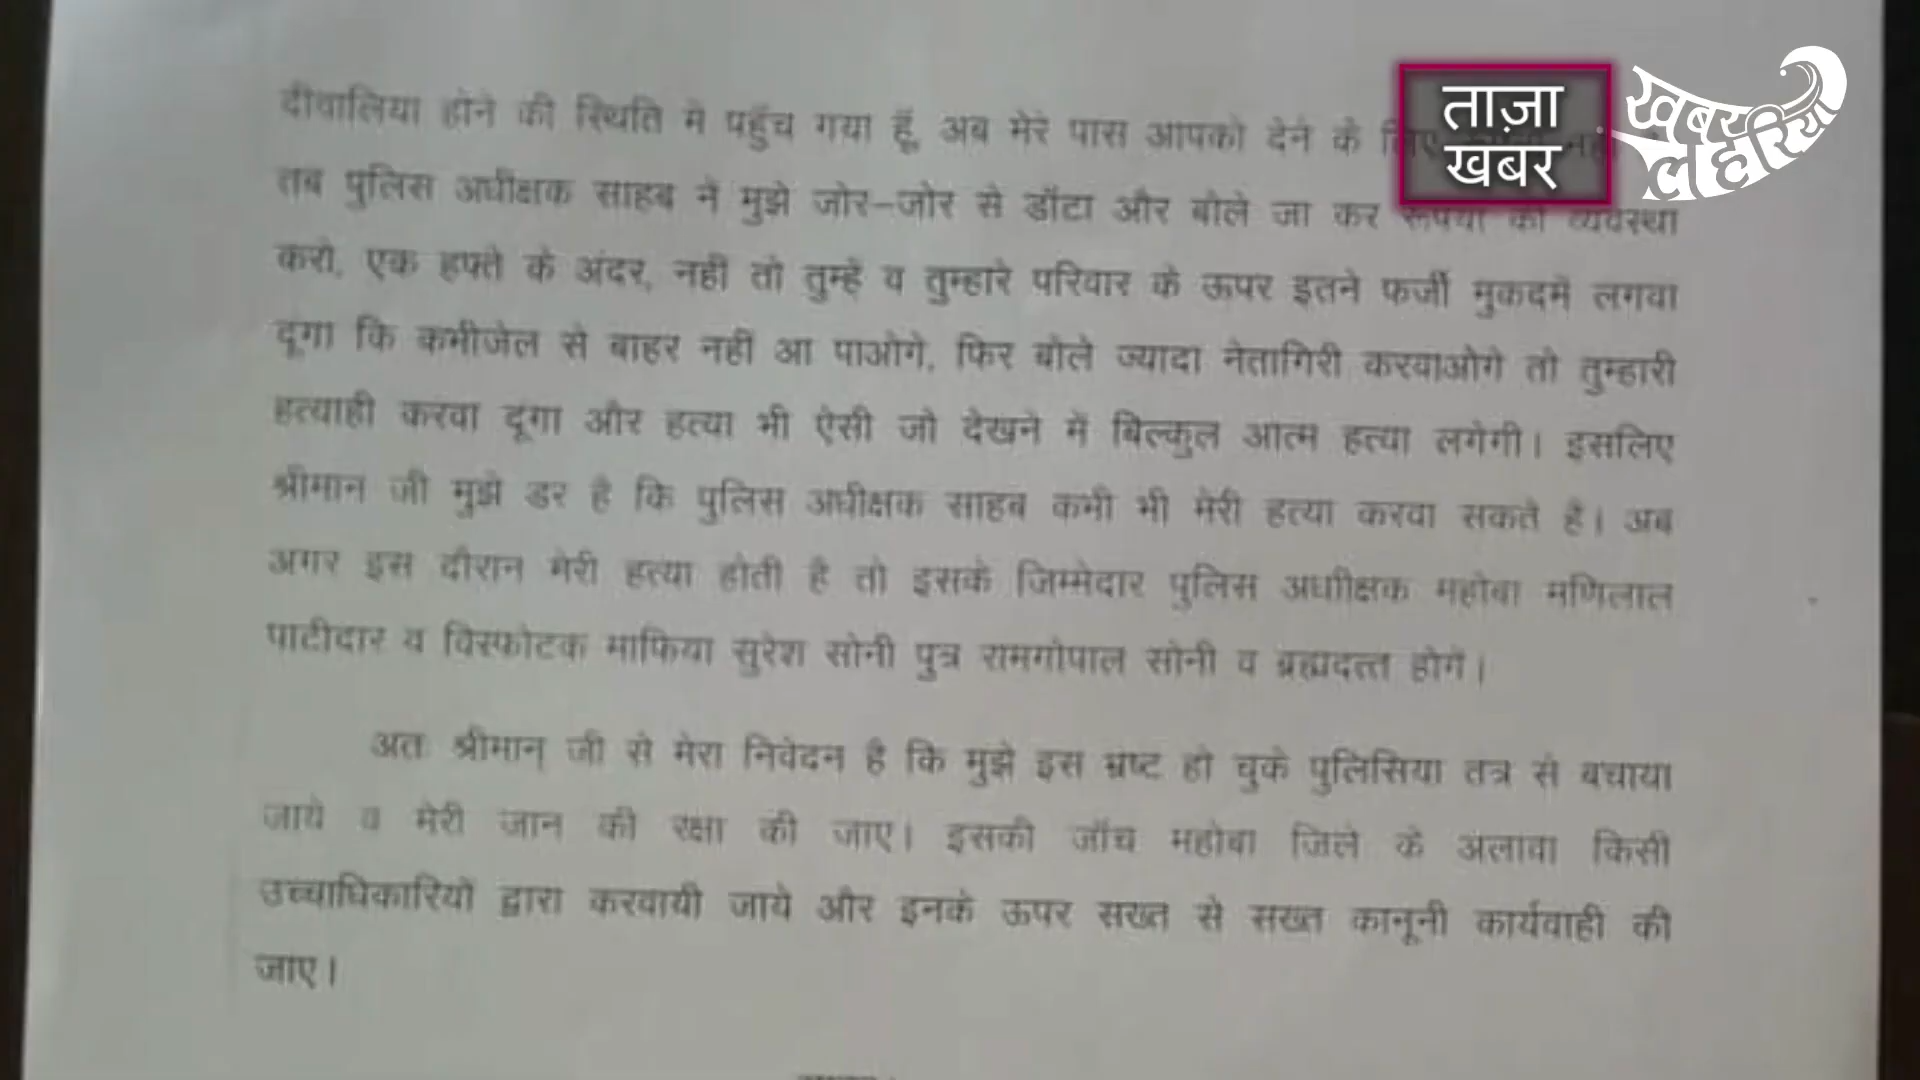 दीवालिया होने की स्थिति मे पहुँच गया हूँ, अब मेरे पास आपको देने के
तब पुलिस अधीक्षक साहब ने मुझे जोर–जोर से डॉटा और बोले जा कर रूपयो की व्यवस्था
करो, एक हफ्ते के अंदर, नहीं तो तुम्हे व तुम्हारे परिवार के ऊपर इतने फर्जी मुकदमें लगवा
दूंगा कि कभीजेल से बाहर नहीं आ पाओगे, फिर बोले ज्यादा नेतागिरी करवाओगे तो तुम्हारी
हत्याही करवा दूंगा और हत्या भी ऐसी जो देखने में बिल्कुल आत्म हत्या लगेगी। इसलिए
श्रीमान जी मुझे डर है कि पुलिस अधीक्षक साहब कभी भी मेरी हत्या करवा सकते है। अब
अगर इस दौरान मेरी हत्या होती है तो इसके जिम्मेदार पुलिस अधाीक्षक महोबा मणिलाल
पाटीदार व विस्फोटक माफिया सुरेश सोनी पुत्र रामगोपाल सोनी व ब्रह्मदत्त होगें।
अतः श्रीमान् जी से मेरा निवेदन है कि मुझे इस भ्रष्ट हो चुके पुलिसिया तंत्र से बचाया
जाये व मेरी जान की रक्षा की जाए। इसकी जॉच महोबा जिले के अलावा किसी
उच्चाधिकारियों द्वारा करवायी जाये और इनके ऊपर सख्त से सख्त कानूनी कार्यवाही की
जाए।
ताज़ा
खबर
खबर
लहरिया